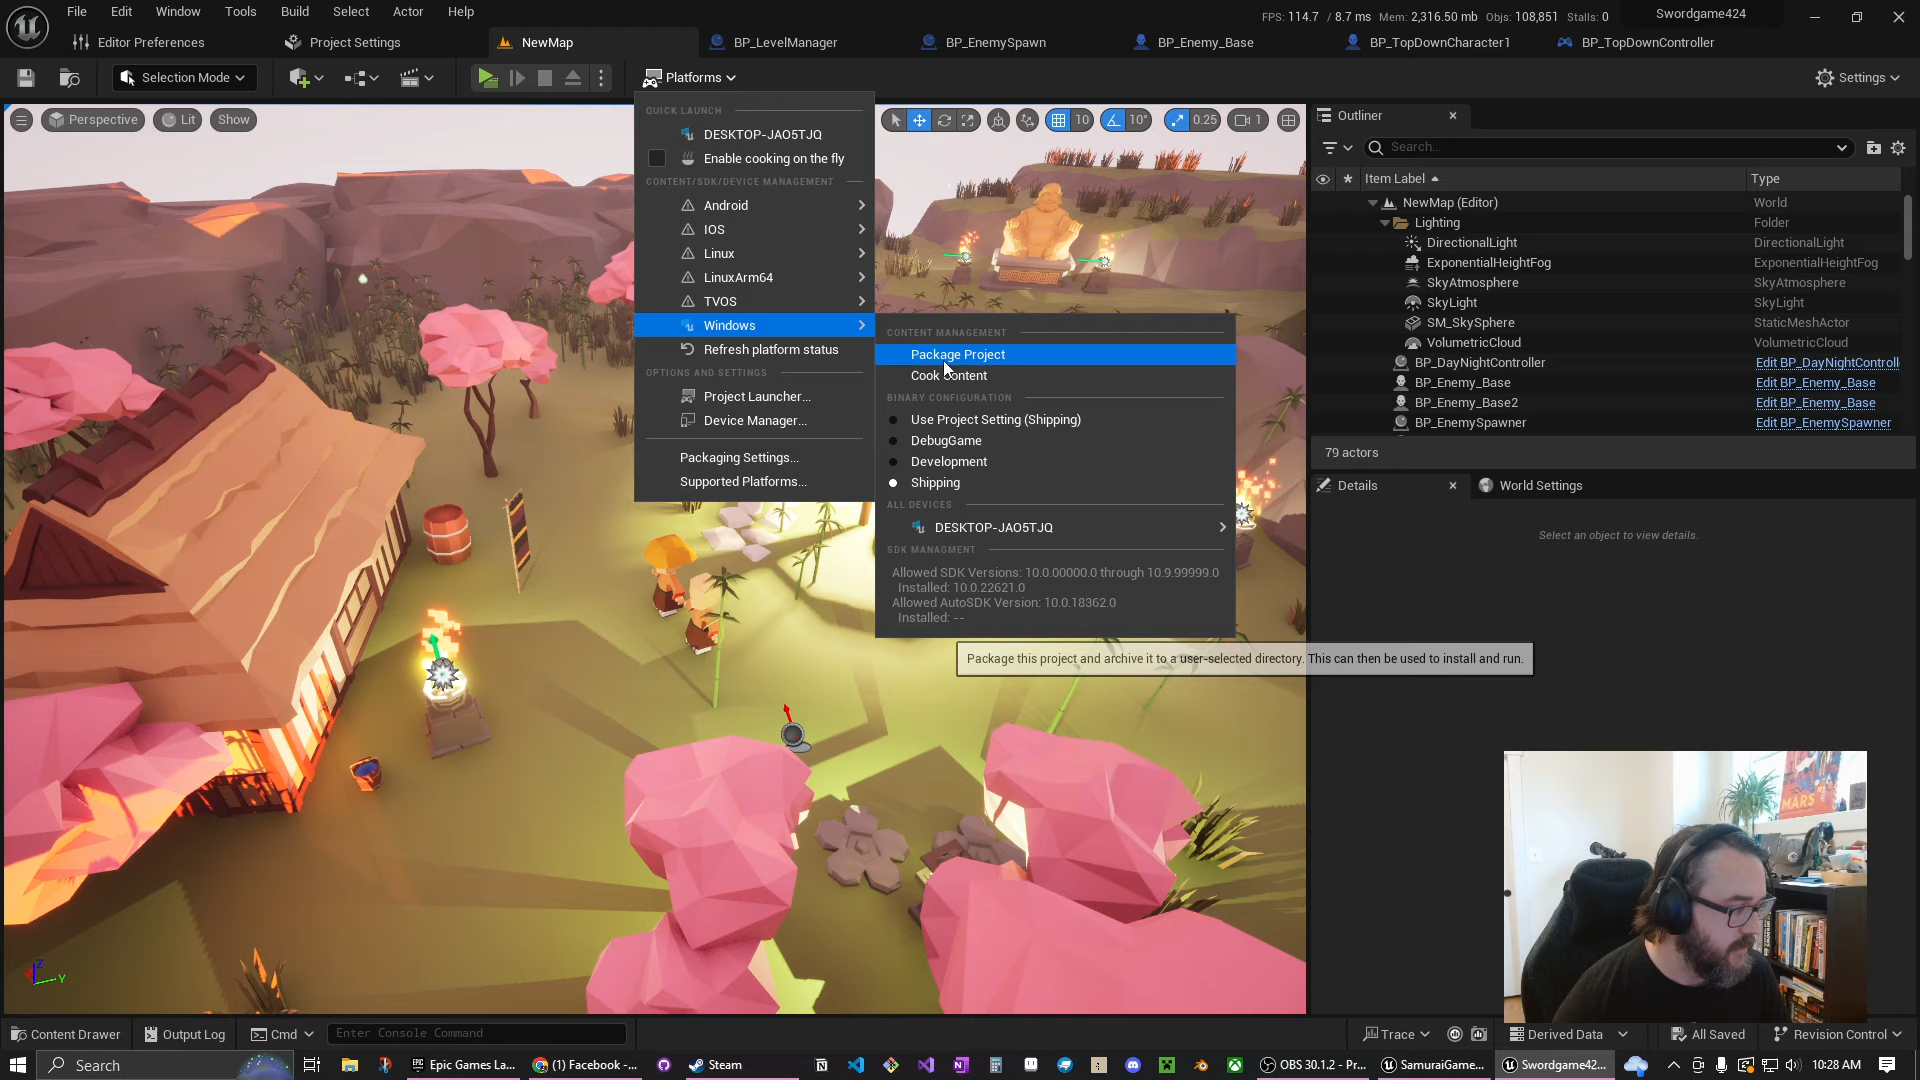 File Edit Window Tools Build Select Actor Help
FPS: 114.7 / 8.7 ms Mem: 2,316.50 mb Objs: 108,851 Stalls: 0
Swordgame424
Editor Preferences
Project Settings
NewMap
BP_LevelManager
BP_EnemySpawn
BP_Enemy_Base
BP_TopDownCharacter1
BP_TopDownController
Selection Mode
Platforms
Settings
Perspective
Lit
Show
10
10°
0.25
1
QUICK LAUNCH
DESKTOP-JAO5TJQ
Enable cooking on the fly
CONTENT/SDK/DEVICE MANAGEMENT
Android
IOS
Linux
LinuxArm64
TVOS
Windows
Refresh platform status
OPTIONS AND SETTINGS
Project Launcher...
Device Manager...
Packaging Settings...
Supported Platforms...
CONTENT MANAGEMENT
Package Project
Cook Content
BINARY CONFIGURATION
Use Project Setting (Shipping)
DebugGame
Development
Shipping
ALL DEVICES
DESKTOP-JAO5TJQ
SDK MANAGMENT
Allowed SDK Versions: 10.0.00000.0 through 10.9.99999.0
Installed: 10.0.22621.0
Allowed AutoSDK Version: 10.0.18362.0
Installed: --
Package this project and archive it to a user-selected directory. This can then be used to install and run.
Outliner
Search...
Item Label
Type
NewMap (Editor) World
Lighting Folder
DirectionalLight DirectionalLight
ExponentialHeightFog ExponentialHeightFog
SkyAtmosphere SkyAtmosphere
SkyLight SkyLight
SM_SkySphere StaticMeshActor
VolumetricCloud VolumetricCloud
BP_DayNightController Edit BP_DayNightControll
BP_Enemy_Base Edit BP_Enemy_Base
BP_Enemy_Base2 Edit BP_Enemy_Base
BP_EnemySpawner Edit BP_EnemySpawner
79 actors
Details
World Settings
Select an object to view details.
MARS
Z
Y
Content Drawer
Output Log
Cmd
Enter Console Command
Trace
Derived Data
All Saved
Revision Control
Search
Epic Games La...
(1) Facebook -...
Steam
OBS 30.1.2 - Pr...
SamuraiGame...
Swordgame42...
10:28 AM